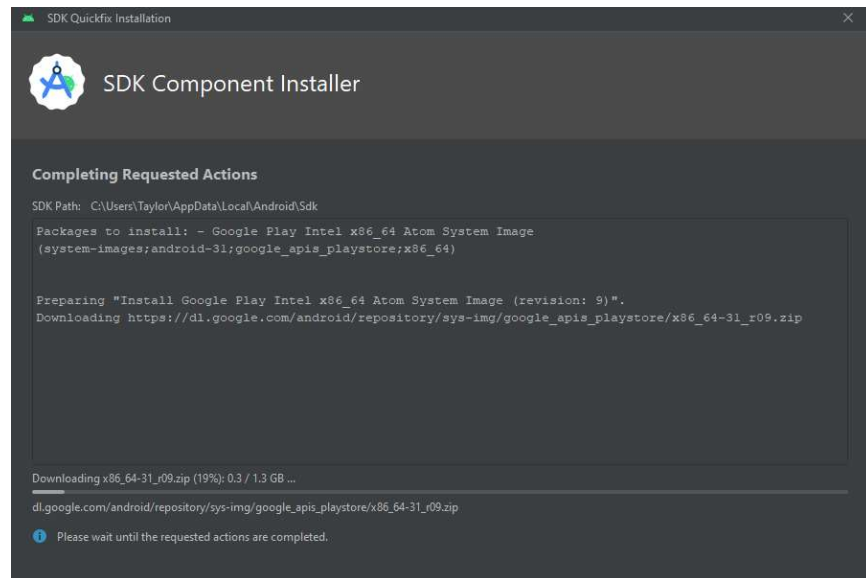 SDK Quickfix Installation
SDK Component Installer
Completing Requested Actions
SDK Path: C:\Users\Taylor\AppData\Local\Android\Sdk
Packages to install: - Google Play Intel x86_64 Atom System Image
(system-images;android-31;google_apis_playstore;x86_64)
Preparing "Install Google Play Intel x86_64 Atom System Image (revision: 9)".
Downloading https://dl.google.com/android/repository/sys-img/google_apis_playstore/x86_64-31_r09.zip
Downloading x86_64-31_r09.zip (19%): 0.3 / 1.3 GB ...
dl.google.com/android/repository/sys-img/google_apis_playstore/x86_64-31_r09.zip
Please wait until the requested actions are completed.